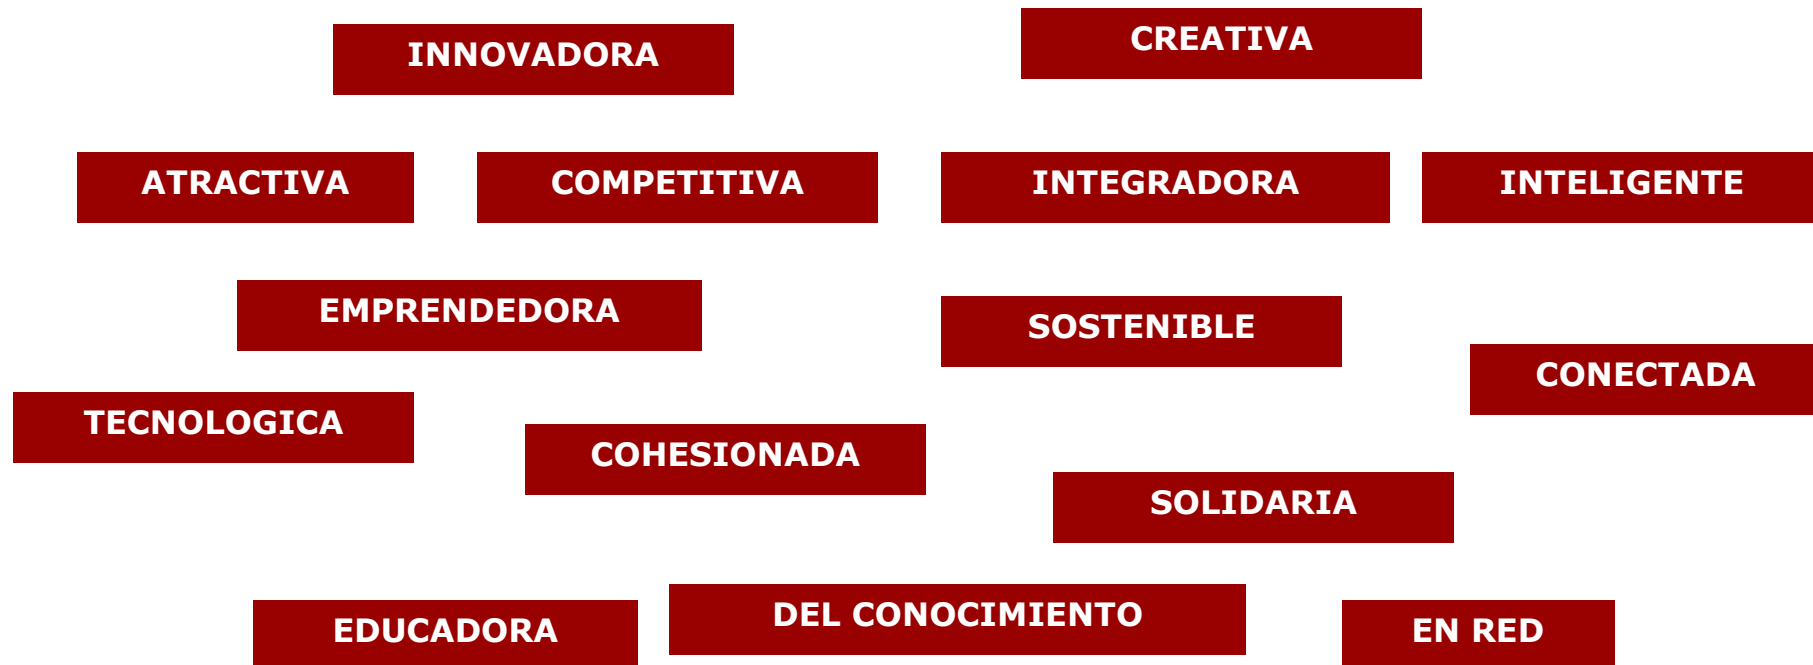 INNOVADORA
CREATIVA
ATRACTIVA
COMPETITIVA
INTEGRADORA
INTELIGENTE
EMPRENDEDORA
SOSTENIBLE
CONECTADA
TECNOLOGICA
COHESIONADA
SOLIDARIA
EDUCADORA
DEL CONOCIMIENTO
EN RED